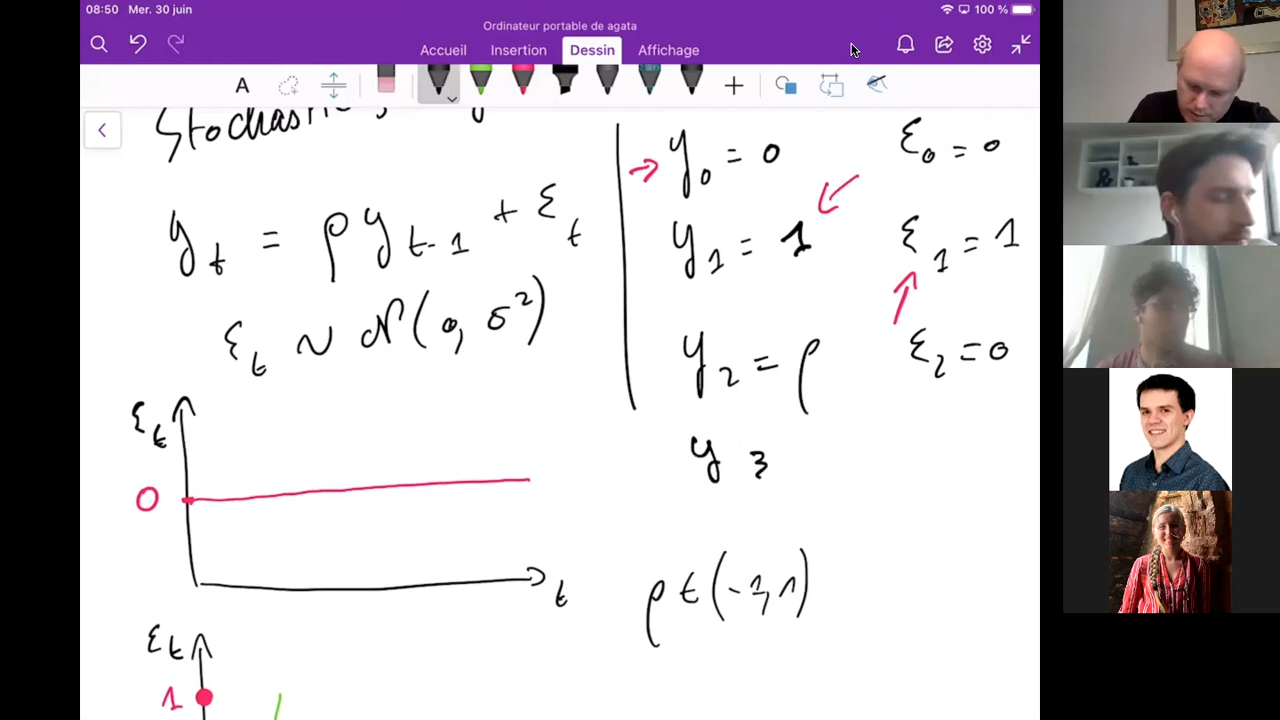 08:50 Mer. 30 juin
100 %
Ordinateur portable de agata
Accueil Insertion Dessin Affichage
A
Stochastic
y_t = ρ y_{t-1} + ε_t
ε_t ~ N(0, σ²)
ε_t
0
t
ε_t
1
y_0 = 0 ε_0 = 0
y_1 = 1 ε_1 = 1
y_2 = ρ ε_2 = 0
y_3
ρ ∈ (-1, 1)